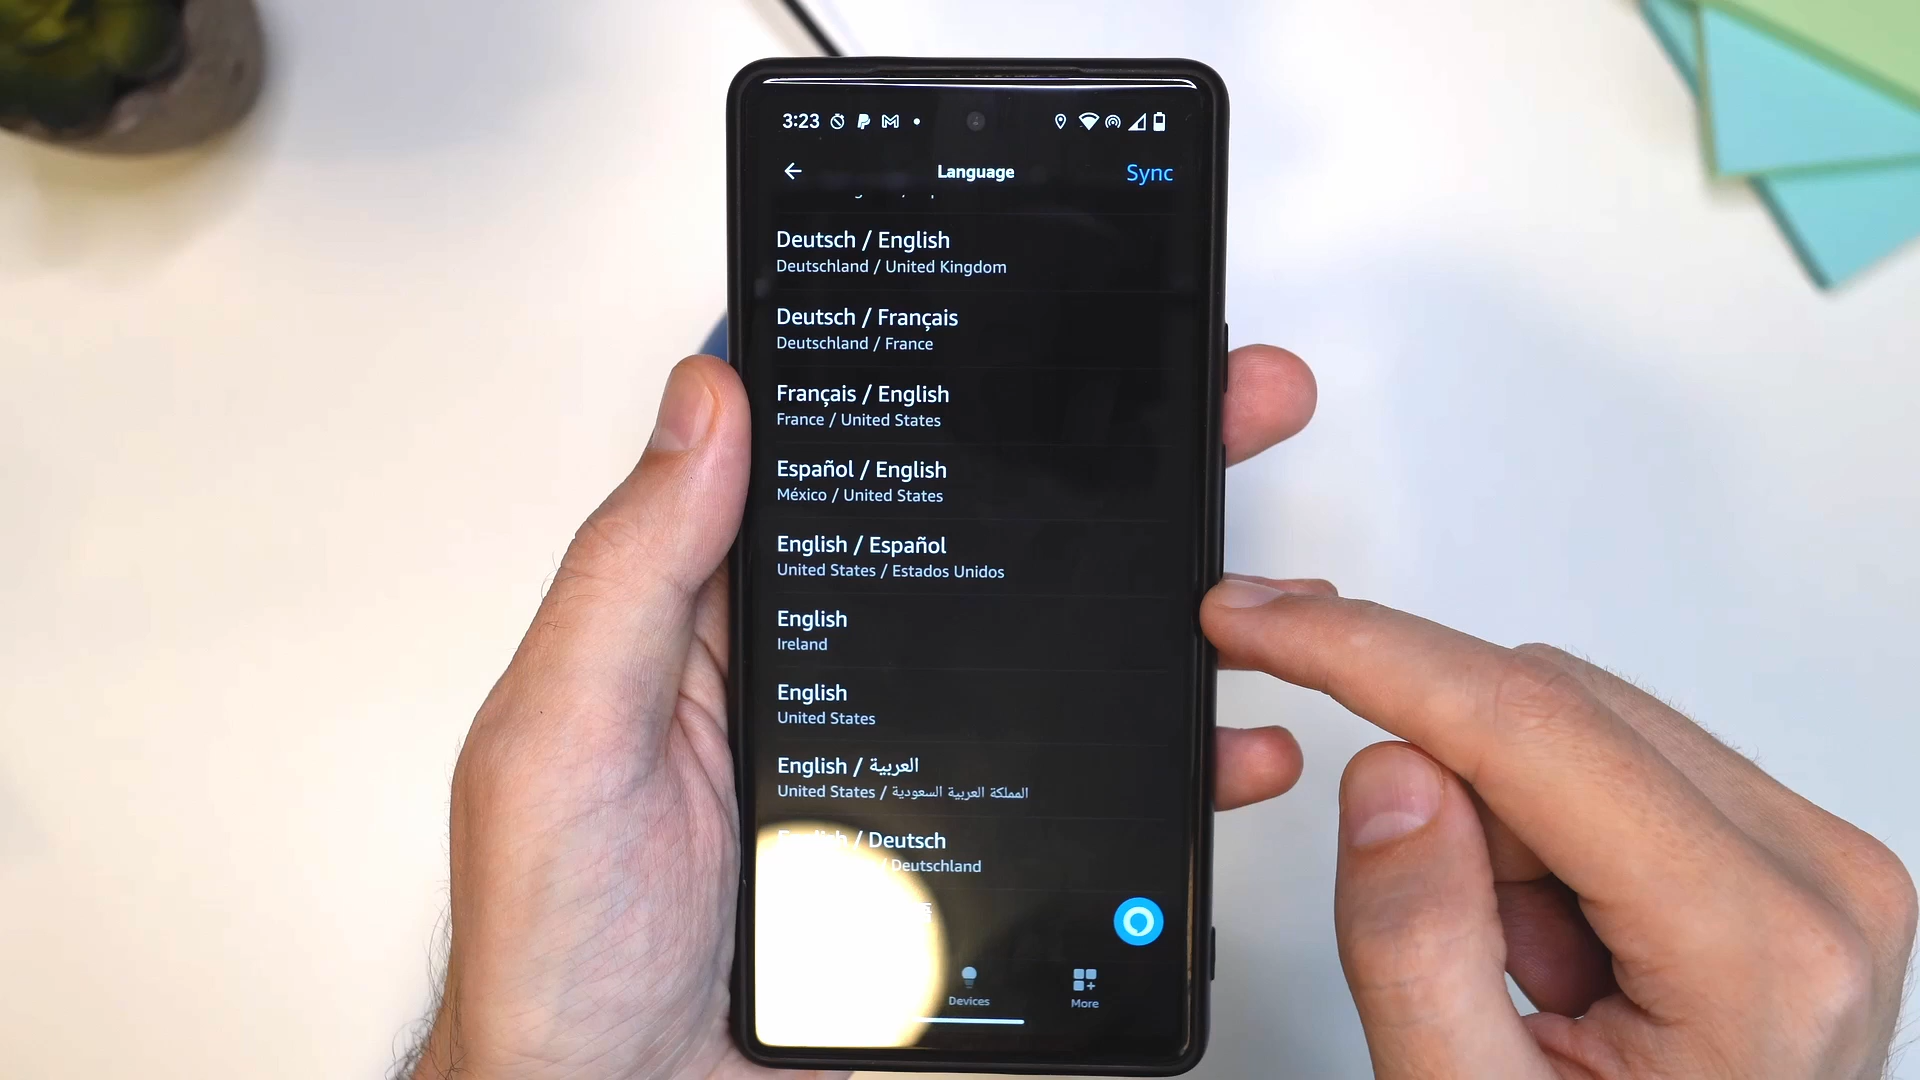 3:23
Language
Sync
Deutsch / English
Deutschland / United Kingdom
Deutsch / Français
Deutschland / France
Français / English
France / United States
Español / English
México / United States
English / Español
United States / Estados Unidos
English
Ireland
English
United States
English / العربية
United States / المملكة العربية السعودية
English / Deutsch
/ Deutschland
Devices
More